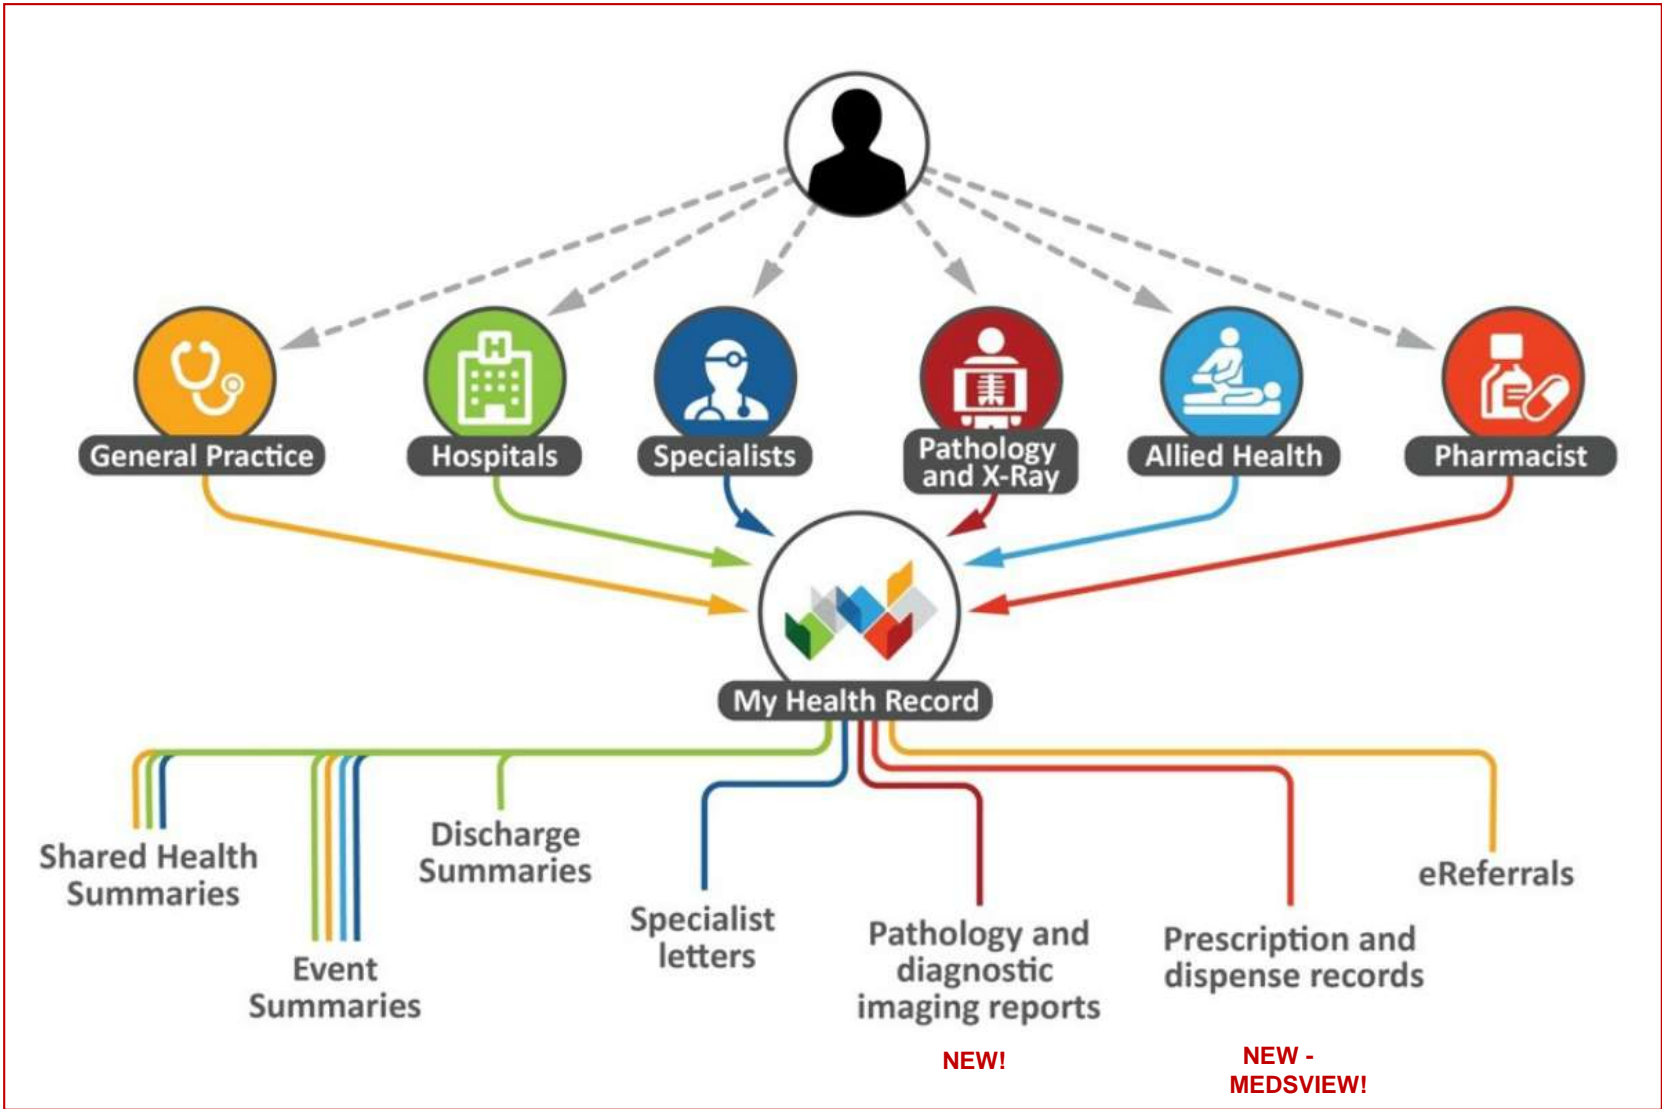 H
General Practice
Hospitals
Specialists
Pathology
and X-Ray
Allied Health
Pharmacist
My Health Record
Shared Health
Summaries
Event
Summaries
Discharge
Summaries
Specialist
letters
Pathology and
diagnostic
imaging reports
NEW!
Prescription and
dispense records
NEW -
MEDSVIEW!
eReferrals